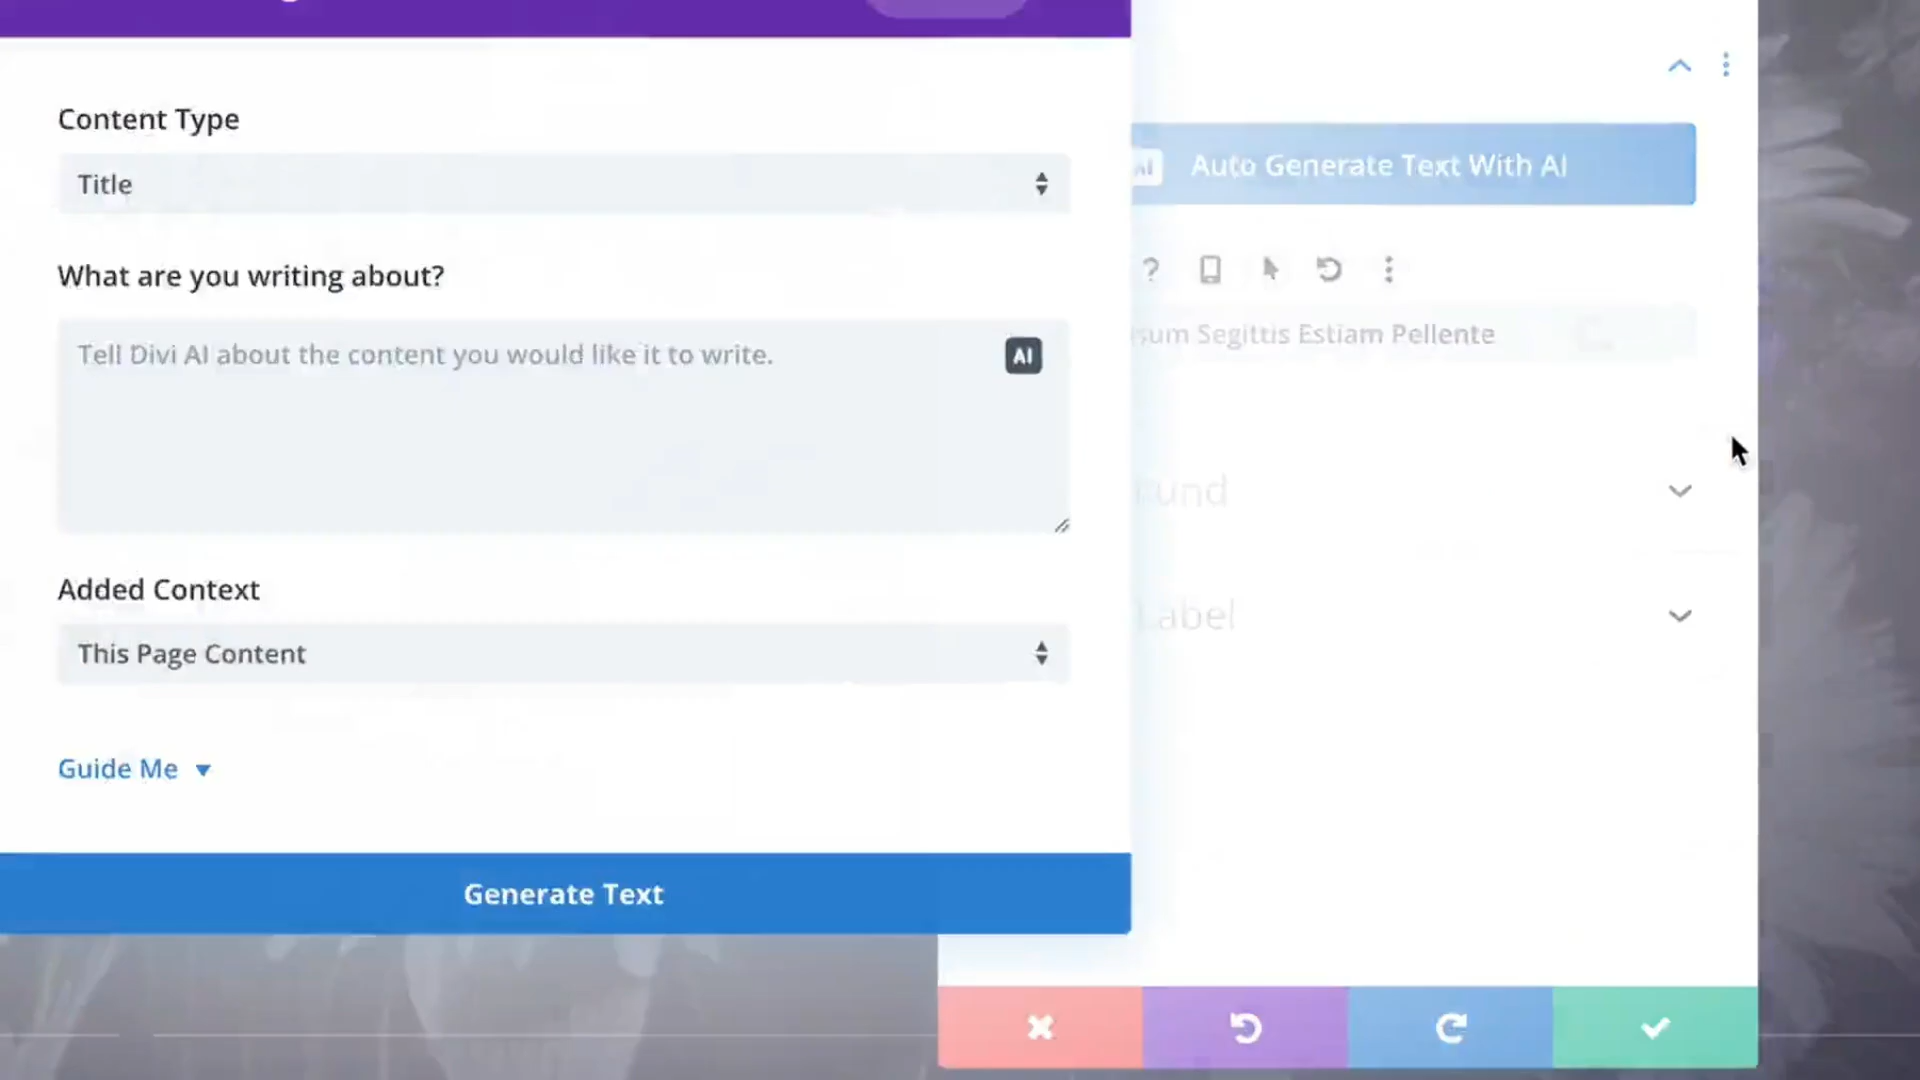 Content Type
Title
What are you writing about?
Tell Divi AI about the content you would like it to write.
AI
Added Context
This Page Content
Guide Me
Generate Text
AI Auto Generate Text With AI
?
Segittis Estiam Pellente
Label